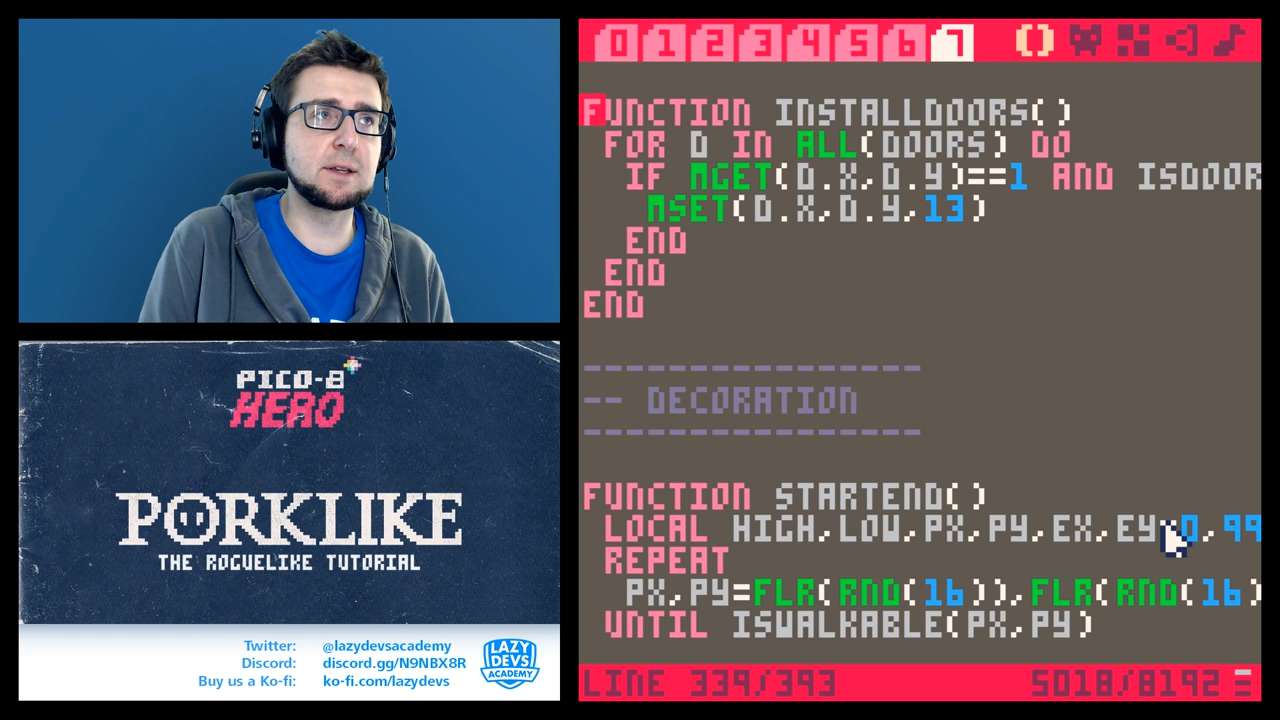 PICO-8
HERO
PORKLIKE
THE ROGUELIKE TUTORIAL
Twitter: @lazydevsacademy
Discord: discord.gg/N9NBX8R
Buy us a Ko-fi: ko-fi.com/lazydevs
LAZY
DEVS
ACADEMY
0 1 2 3 4 5 6 7 ()
FUNCTION INSTALLDOORS()
FOR D IN ALL(DOORS) DO
IF MGET(D.X,D.Y)==1 AND ISDOOR
MSET(D.X,D.Y,13)
END
END
END
----------------
-- DECORATION
----------------
FUNCTION STARTEND()
LOCAL HIGH,LOW,PX,PY,EX,EY=0,99
REPEAT
PX,PY=FLR(RND(16)),FLR(RND(16)
UNTIL ISWALKABLE(PX,PY)
LINE 339/393
5018/8192